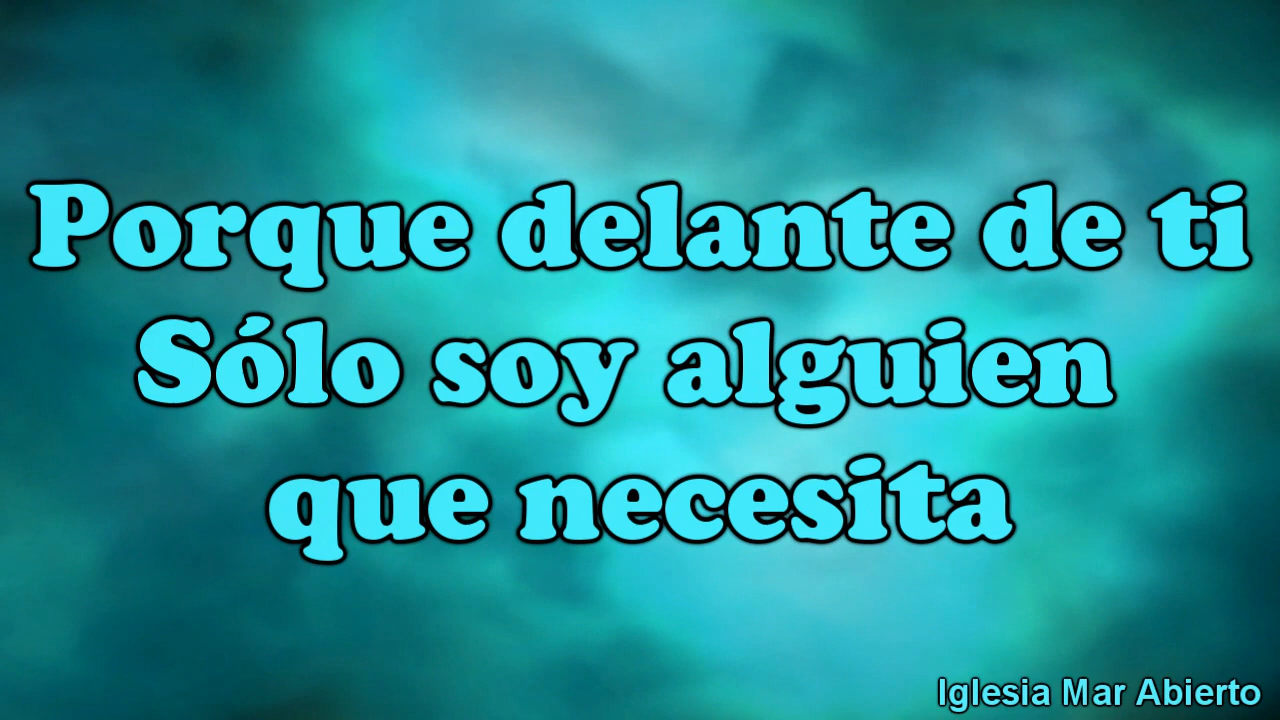 Porque delante de ti
Sólo soy alguien
que necesita
Iglesia Mar Abierto